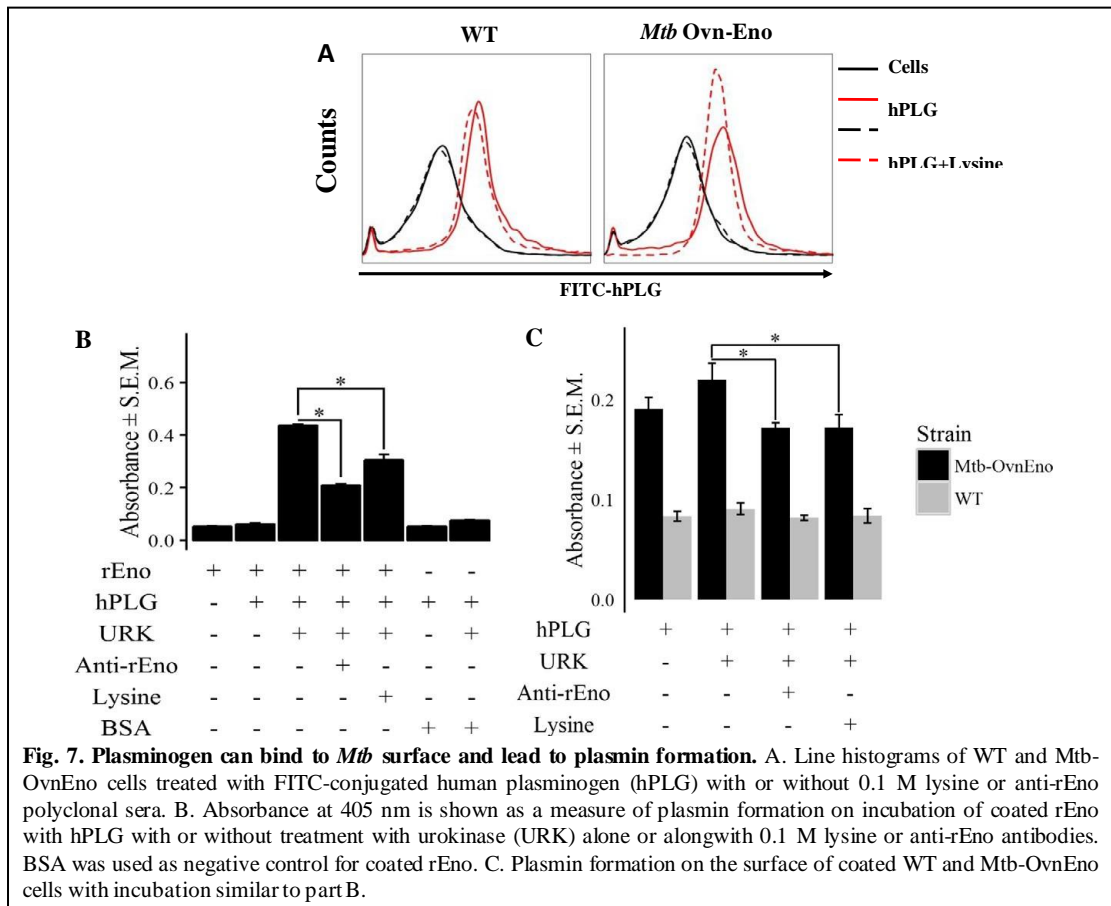 WT
Mtb Ovn-Eno
A
Cells
hPLG
hPLG+Lysine
Counts
FITC-hPLG
B
Absorbance ± S.E.M.
0.6
0.4
0.2
0.0
*
*
rEno + + + + + - -
hPLG - + + + + + +
URK - - + + + - +
Anti-rEno - - - + - - -
Lysine - - - - + - -
BSA - - - - - + +
C
Absorbance ± S.E.M.
0.2
0.1
0.0
*
*
Strain
Mtb-OvnEno
WT
hPLG + + + +
URK - + + +
Anti-rEno - - + -
Lysine - - - +
Fig. 7. Plasminogen can bind to Mtb surface and lead to plasmin formation. A. Line histograms of WT and Mtb-
OvnEno cells treated with FITC-conjugated human plasminogen (hPLG) with or without 0.1 M lysine or anti-rEno
polyclonal sera. B. Absorbance at 405 nm is shown as a measure of plasmin formation on incubation of coated rEno
with hPLG with or without treatment with urokinase (URK) alone or alongwith 0.1 M lysine or anti-rEno antibodies.
BSA was used as negative control for coated rEno. C. Plasmin formation on the surface of coated WT and Mtb-OvnEno
cells with incubation similar to part B.